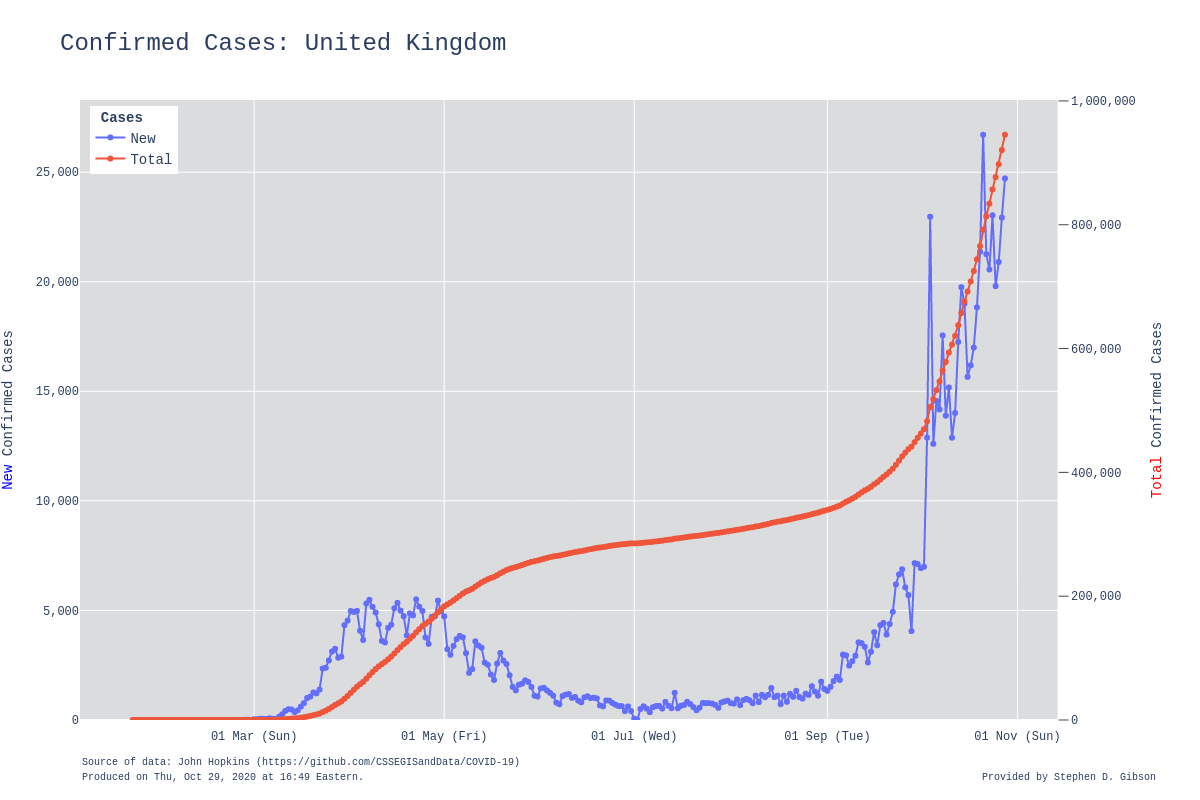 Confirmed Cases: United Kingdom
Cases
New
Total
1,000,000
800,000
600,000
400,000
200,000
0
25,000
20,000
15,000
10,000
5,000
0
New Confirmed Cases
Total Confirmed Cases
01 Mar (Sun)
01 May (Fri)
01 Jul (Wed)
01 Sep (Tue)
01 Nov (Sun)
Source of data: John Hopkins (https://github.com/CSSEGISandData/COVID-19)
Produced on Thu, Oct 29, 2020 at 16:49 Eastern.
Provided by Stephen D. Gibson